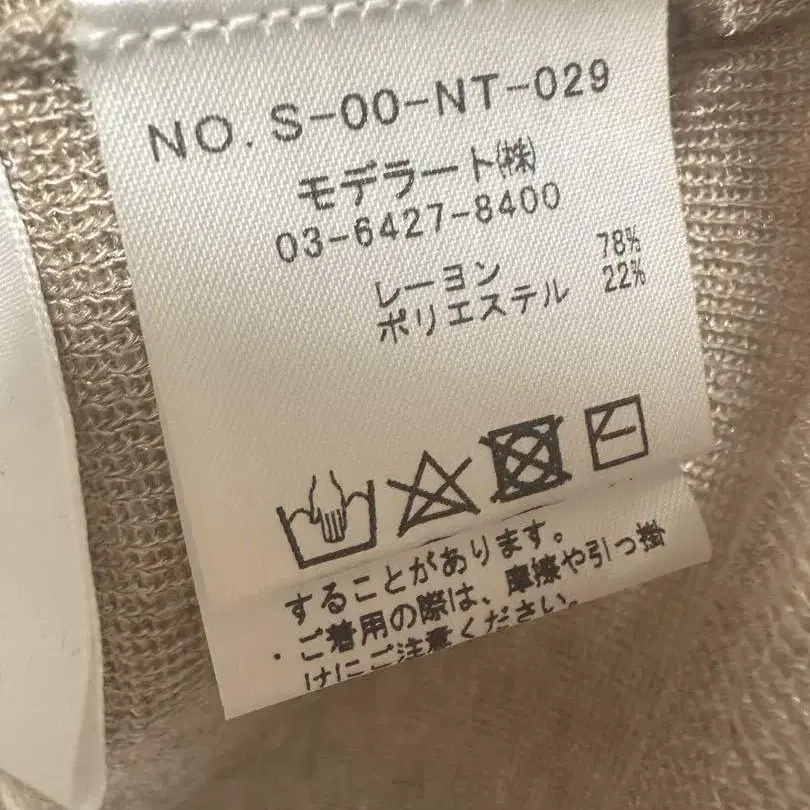 NO. S-00-NT-029
モデラート㈱
03-6427-8400
レーヨン 78%
ポリエステル 22%
することがあります。
・ご着用の際は、摩擦や引っ掛
けにご注意ください。